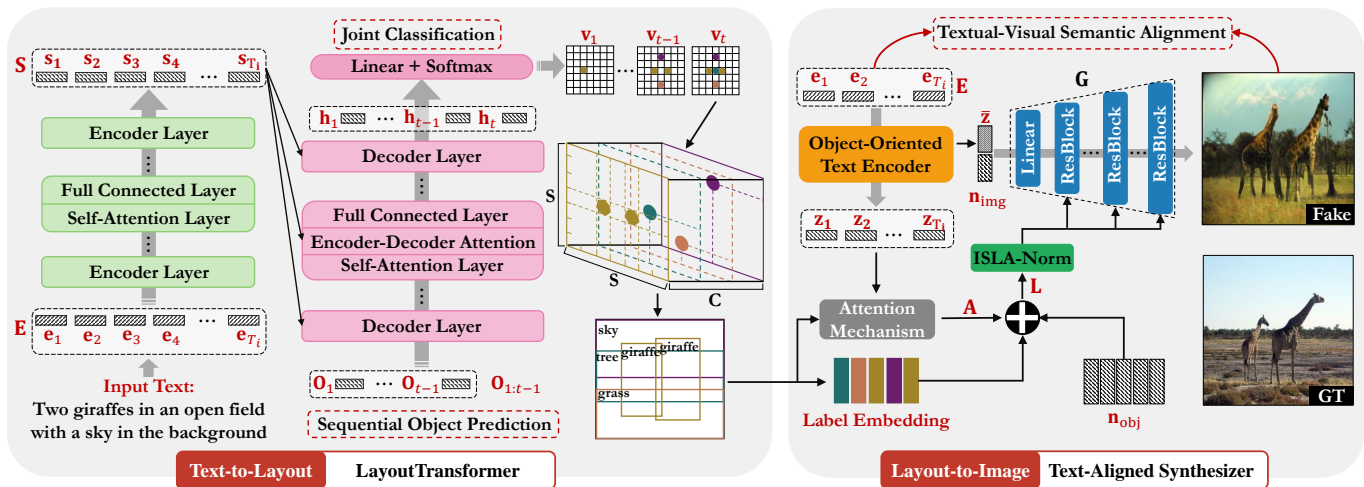 S
s1 s2 s3 s4 ... sTi
Encoder Layer
Full Connected Layer
Self-Attention Layer
Encoder Layer
E
e1 e2 e3 e4 ... eTi
Input Text:
Two giraffes in an open field
with a sky in the background
Joint Classification
Linear + Softmax
h1 ... ht−1 ht
Decoder Layer
Full Connected Layer
Encoder-Decoder Attention
Self-Attention Layer
Decoder Layer
O1 ... Ot−1 O1:t−1
Sequential Object Prediction
v1 ... vt−1 vt
S
S
C
sky
tree
giraffe
giraffe
grass
Text-to-Layout LayoutTransformer
Textual-Visual Semantic Alignment
e1 e2 ... eTi
E
Object-Oriented
Text Encoder
z1 z2 ... zTi
z̄
nimg
G
Linear
ResBlock
ResBlock
ResBlock
Fake
ISLA-Norm
L
Attention
Mechanism
A
Label Embedding
nobj
GT
Layout-to-Image Text-Aligned Synthesizer